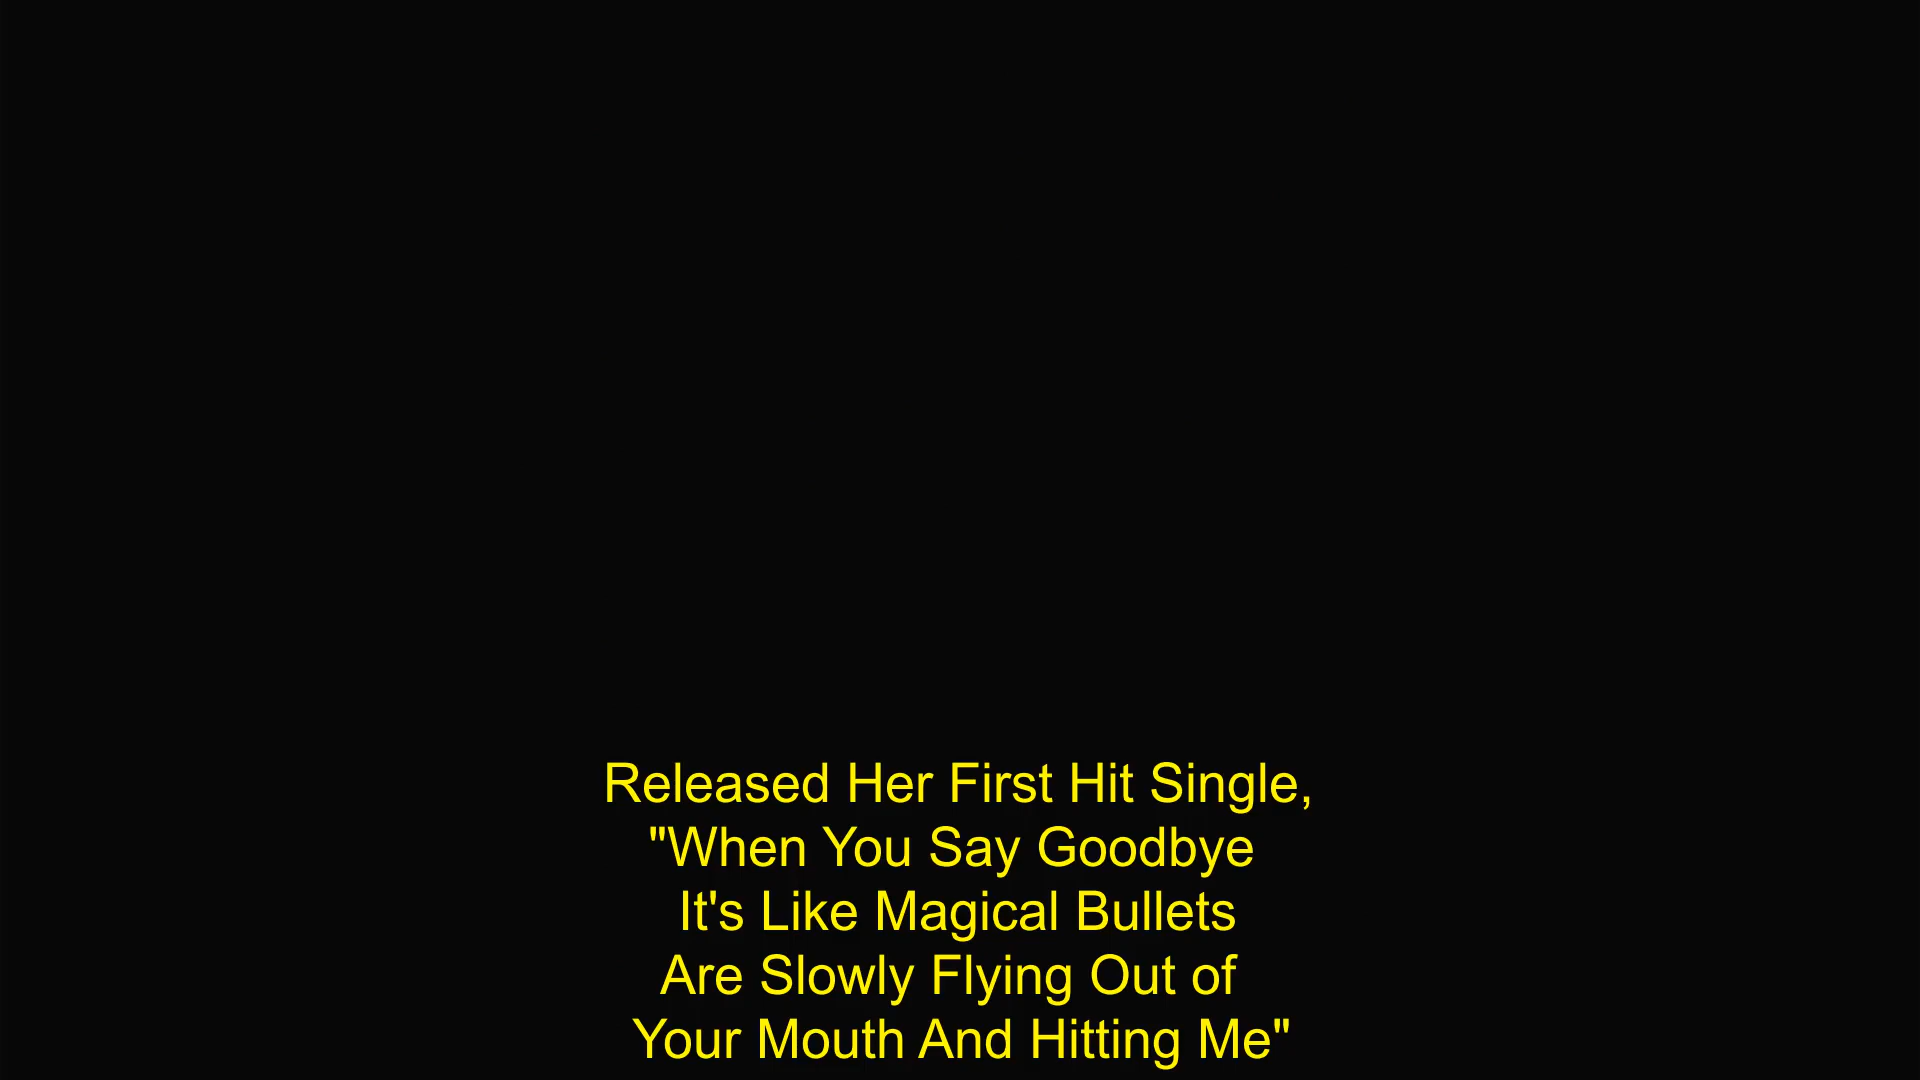 Released Her First Hit Single,
"When You Say Goodbye
It's Like Magical Bullets
Are Slowly Flying Out of
Your Mouth And Hitting Me"